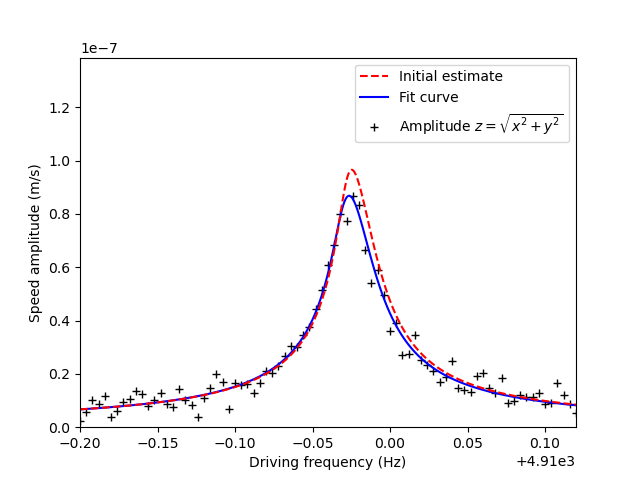 1e−7
Initial estimate
Fit curve
Amplitude z = √x² + y²
1.2
1.0
0.8
0.6
0.4
0.2
0.0
Speed amplitude (m/s)
−0.20 −0.15 −0.10 −0.05 0.00 0.05 0.10
Driving frequency (Hz)
+4.91e3